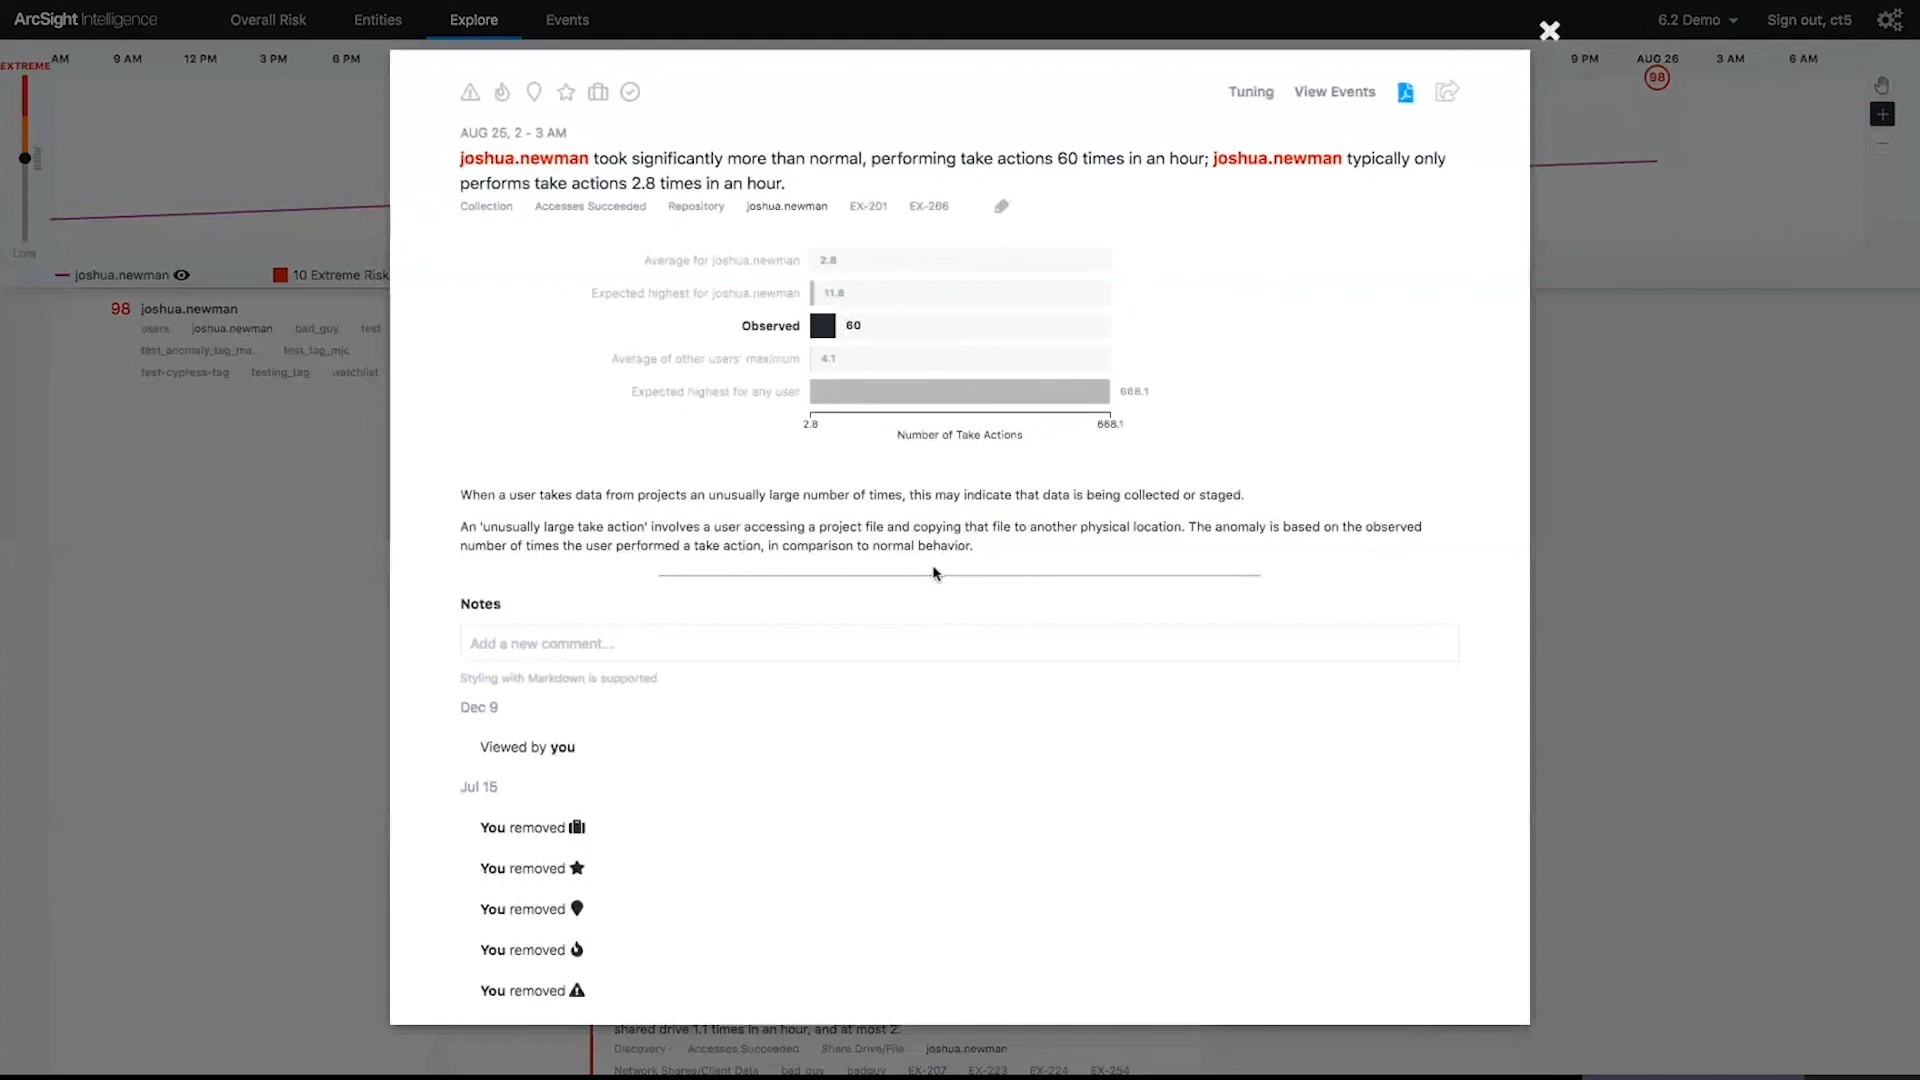 ArcSight Intelligence
Overall Risk
Entities
Explore
Events
6.2 Demo
Sign out, ct5
EXTREME
AM
9 AM
12 PM
3 PM
6 PM
9 PM
AUG 26
3 AM
6 AM
98
Low
joshua.newman
10 Extreme Risk
98 joshua.newman
users joshua.newman bad_guy test
test_anomaly_tag_ma... test_tag_mjc
test-cypress-tag testing_tag watchlist
Tuning
View Events
AUG 25, 2 - 3 AM
joshua.newman took significantly more than normal, performing take actions 60 times in an hour; joshua.newman typically only
performs take actions 2.8 times in an hour.
Collection Accesses Succeeded Repository joshua.newman EX-201 EX-266
Average for joshua.newman 2.8
Expected highest for joshua.newman 11.8
Observed 60
Average of other users' maximum 4.1
Expected highest for any user 668.1
2.8 668.1
Number of Take Actions
When a user takes data from projects an unusually large number of times, this may indicate that data is being collected or staged.
An 'unusually large take action' involves a user accessing a project file and copying that file to another physical location. The anomaly is based on the observed
number of times the user performed a take action, in comparison to normal behavior.
Notes
Add a new comment...
Styling with Markdown is supported
Dec 9
Viewed by you
Jul 15
You removed
You removed
You removed
You removed
You removed
shared drive 1.1 times in an hour, and at most 2.
Discovery Accesses Succeeded Share Drive/File joshua.newman
Network Shares/Client Data bad_guy badguy EX-207 EX-223 EX-224 EX-254